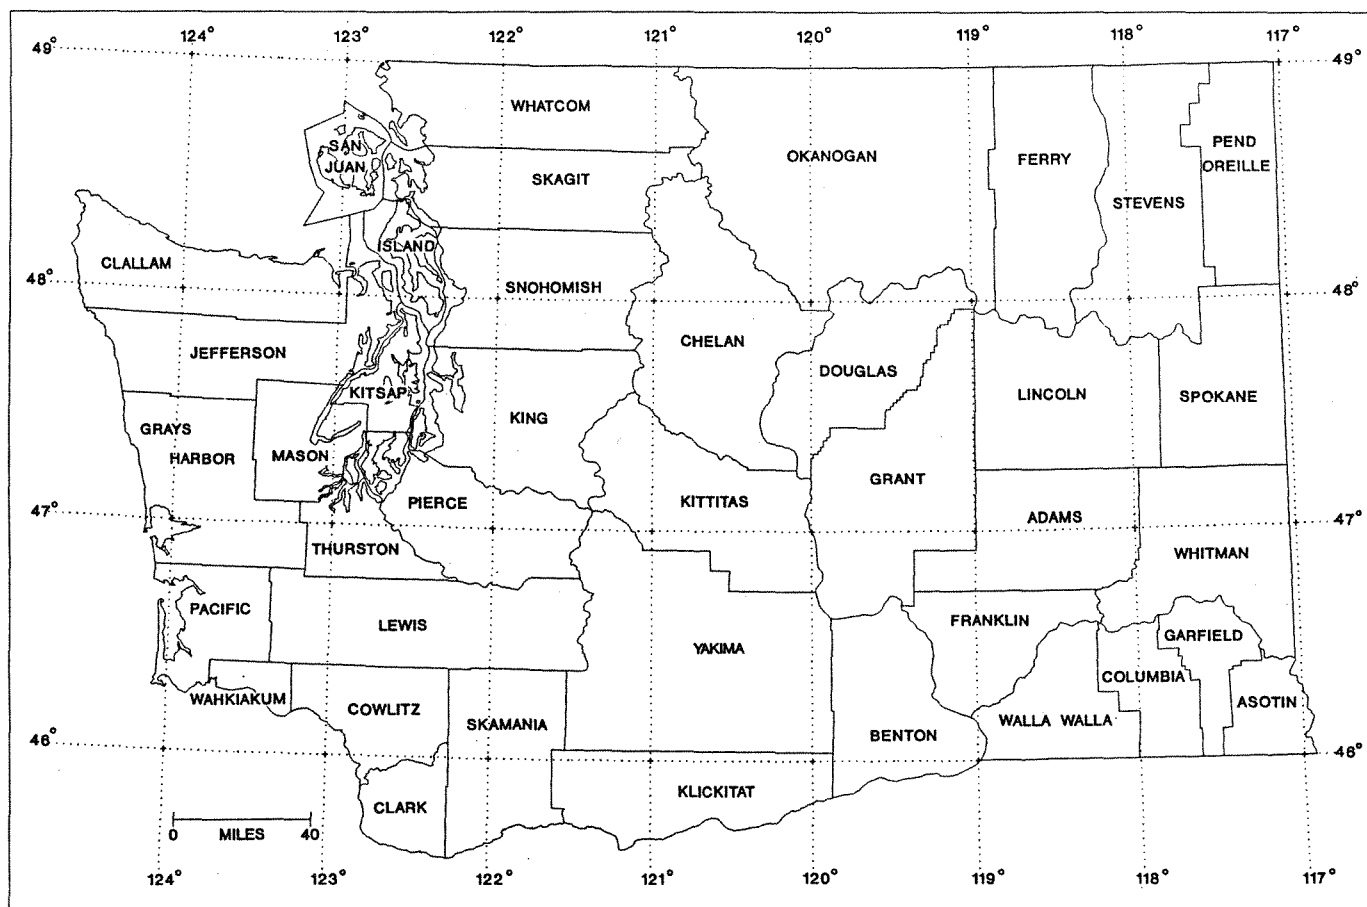 124° 123° 122° 121° 120° 119° 118° 117°
49° 49°
WHATCOM
SAN
JUAN
OKANOGAN
FERRY
PEND
OREILLE
SKAGIT
STEVENS
ISLAND
CLALLAM
48° 48°
SNOHOMISH
CHELAN
JEFFERSON
DOUGLAS
KITSAP
LINCOLN
SPOKANE
KING
GRAYS
HARBOR
MASON
GRANT
PIERCE
KITTITAS
ADAMS
47° 47°
THURSTON
WHITMAN
PACIFIC
LEWIS
FRANKLIN
GARFIELD
YAKIMA
COLUMBIA
WAHKIAKUM
COWLITZ
SKAMANIA
WALLA WALLA
ASOTIN
BENTON
46° 46°
KLICKITAT
CLARK
0 MILES 40
124° 123° 122° 121° 120° 119° 118° 117°